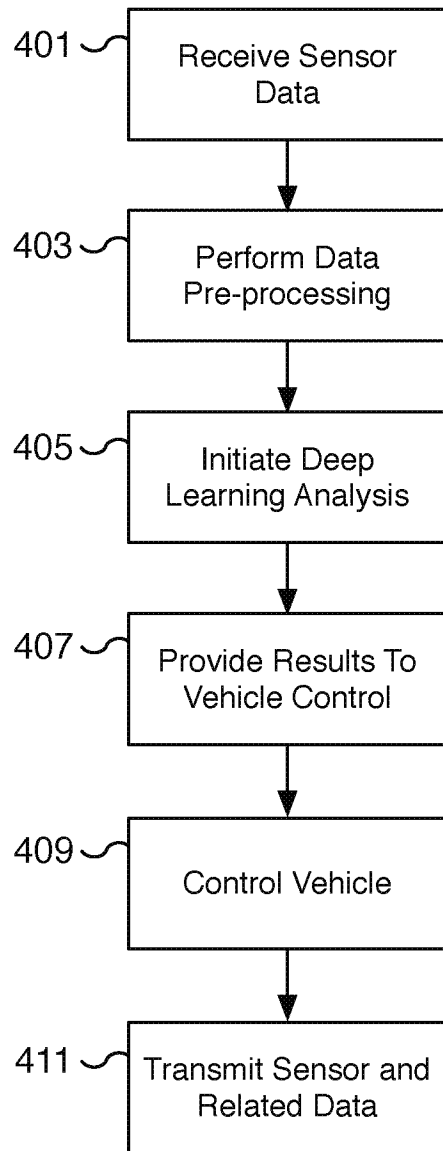 401
Receive Sensor
Data
403
Perform Data
Pre-processing
405
Initiate Deep
Learning Analysis
407
Provide Results To
Vehicle Control
409
Control Vehicle
411
Transmit Sensor and
Related Data